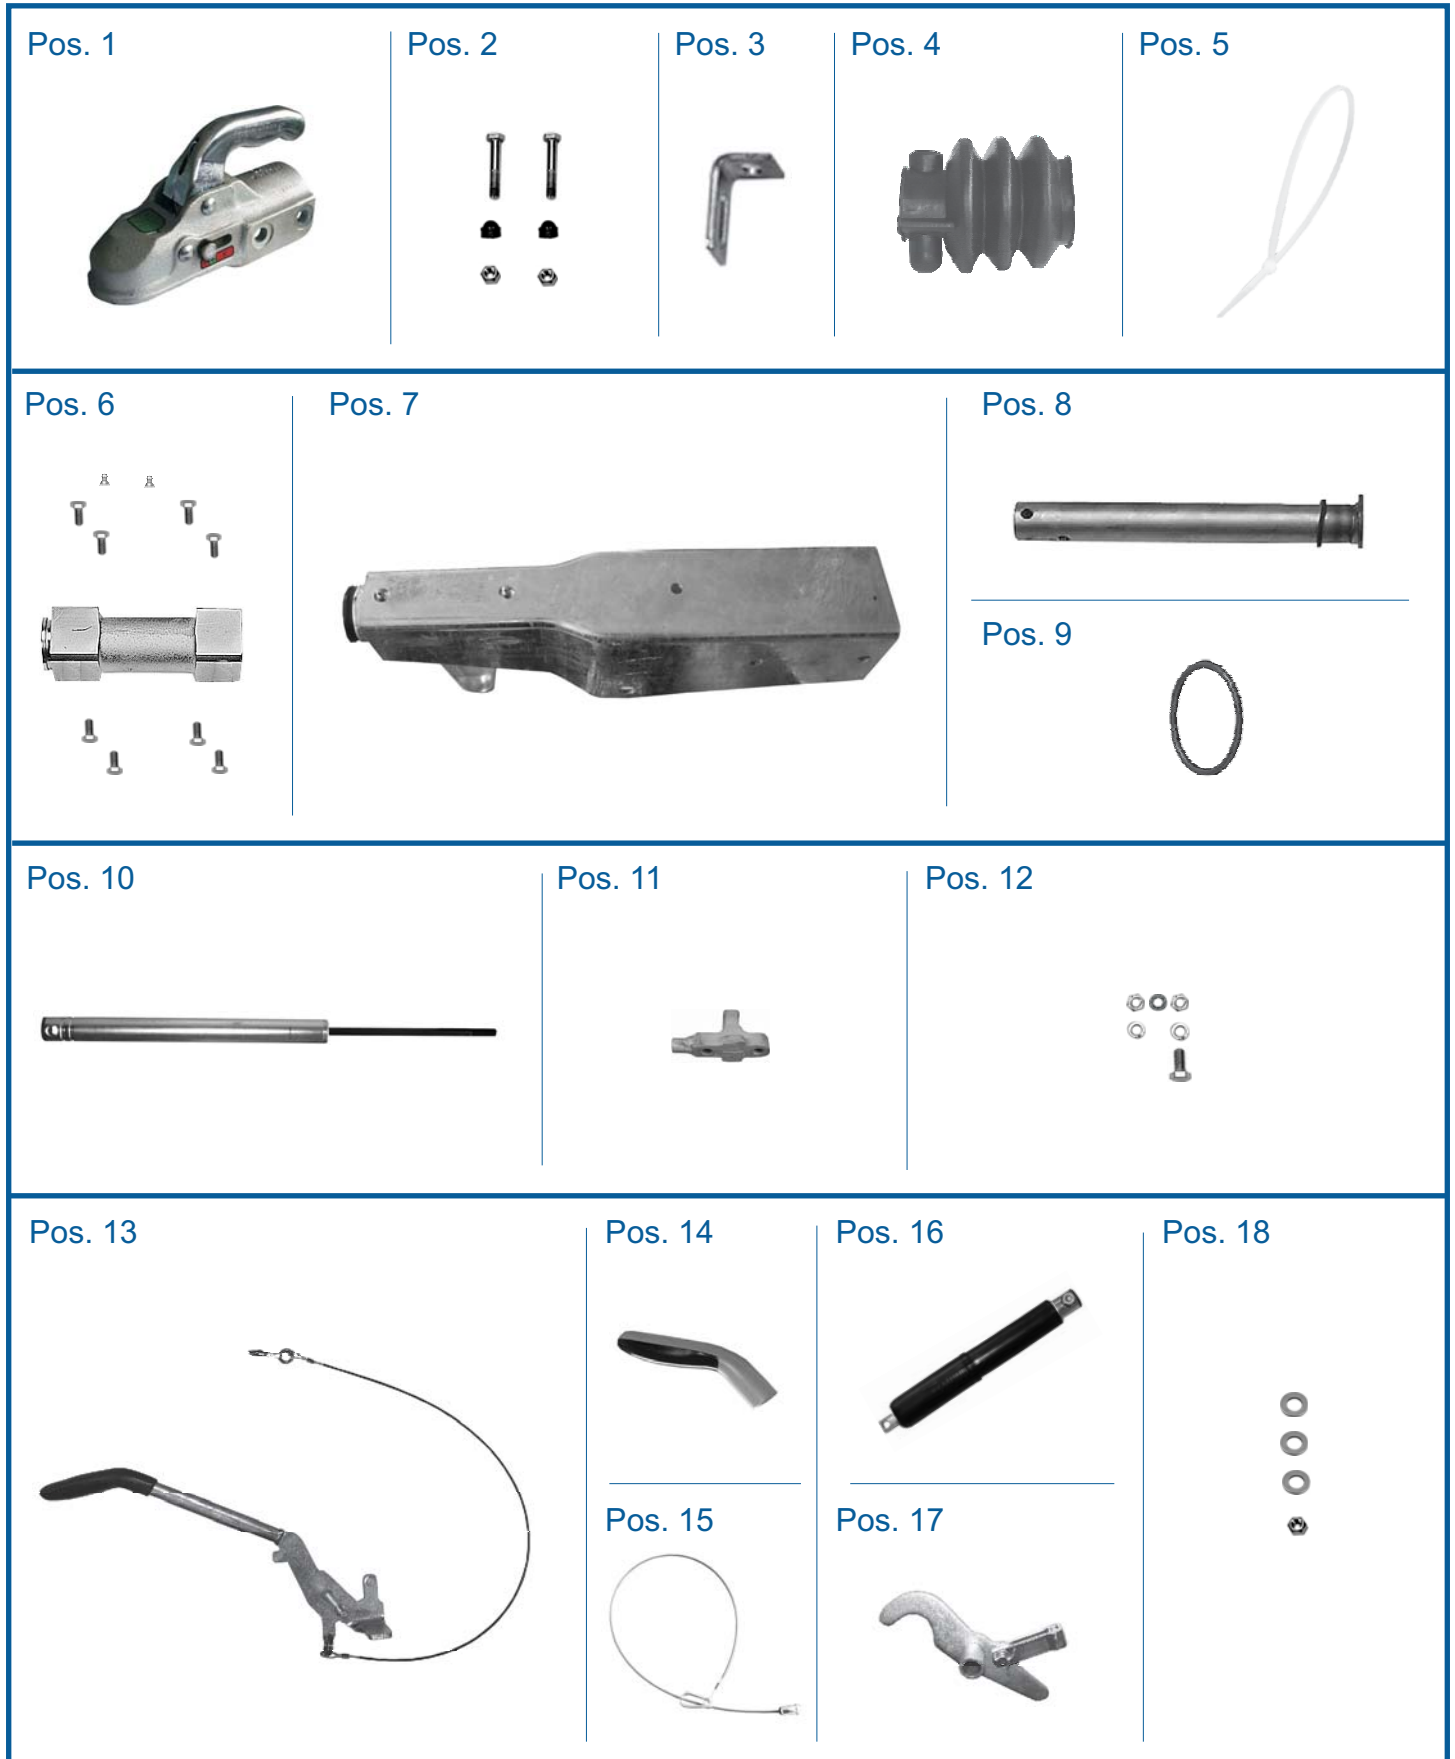 Pos. 1
Pos. 2
Pos. 3
Pos. 4
Pos. 5
Pos. 6
Pos. 7
Pos. 8
Pos. 9
Pos. 10
Pos. 11
Pos. 12
Pos. 13
Pos. 14
Pos. 15
Pos. 16
Pos. 17
Pos. 18